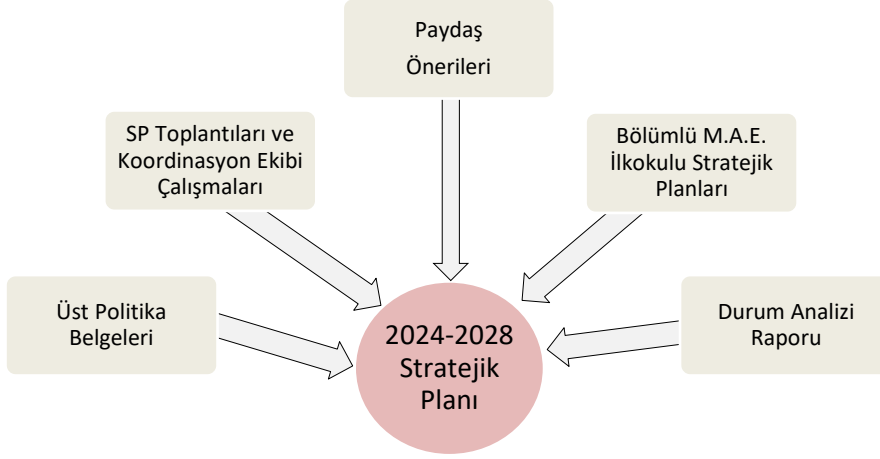 Paydaş
Önerileri
SP Toplantıları ve
Koordinasyon Ekibi
Çalışmaları
Bölümlü M.A.E.
İlkokulu Stratejik
Planları
Üst Politika
Belgeleri
2024-2028
Stratejik
Planı
Durum Analizi
Raporu